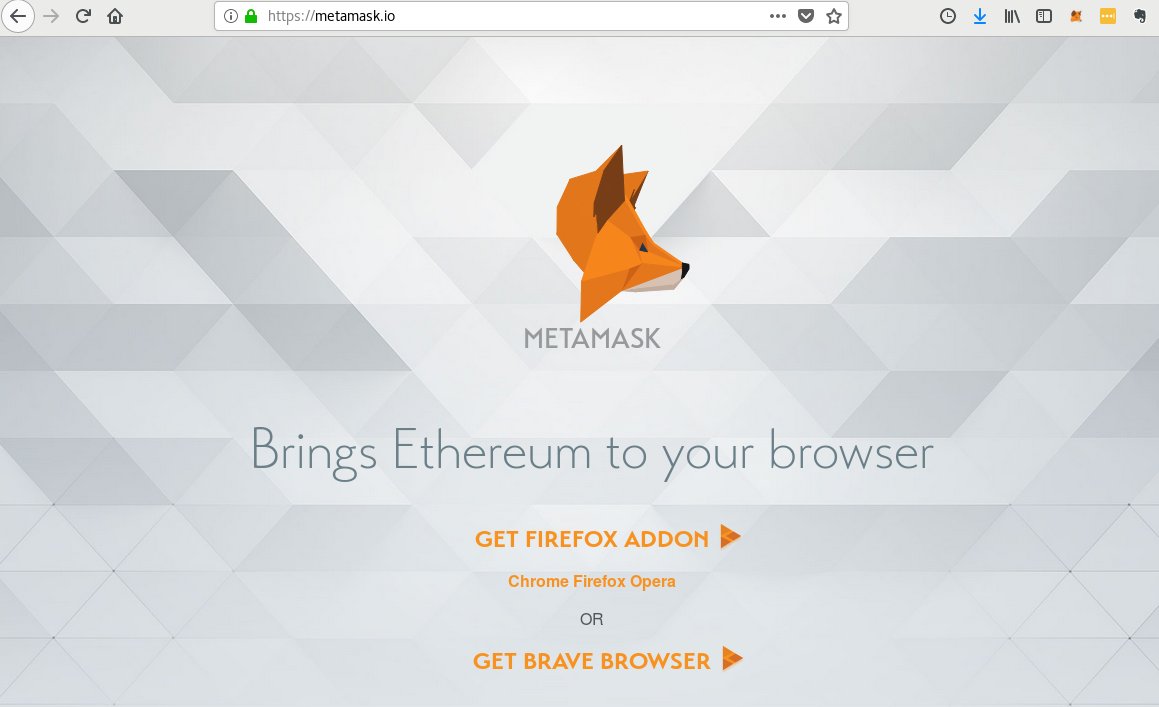 https://metamask.io
METAMASK
Brings Ethereum to your browser
GET FIREFOX ADDON
Chrome Firefox Opera
OR
GET BRAVE BROWSER